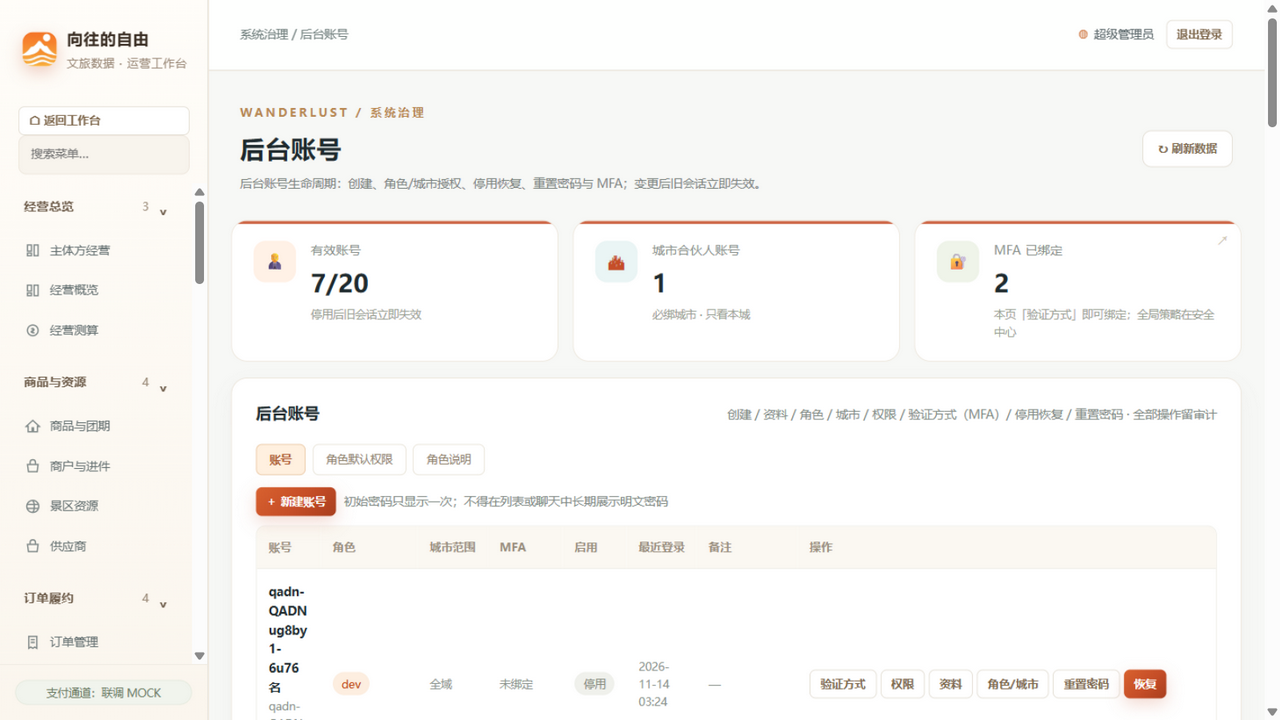 向往的自由
文旅数据 · 运营工作台
返回工作台
搜索菜单...
经营总览 3
主体方经营
经营概览
经营测算
商品与资源 4
商品与团期
商户与进件
景区资源
供应商
订单履约 4
订单管理
支付通道：联调 MOCK
系统治理 / 后台账号
超级管理员
退出登录
WANDERLUST / 系统治理
后台账号
后台账号生命周期：创建、角色/城市授权、停用恢复、重置密码与 MFA；变更后旧会话立即失效。
刷新数据
有效账号
7/20
停用后旧会话立即失效
城市合伙人账号
1
必绑城市 · 只看本城
MFA 已绑定
2
本页「验证方式」即可绑定；全局策略在安全
中心
后台账号
创建 / 资料 / 角色 / 城市 / 权限 / 验证方式（MFA）/ 停用恢复 / 重置密码 · 全部操作留审计
账号 角色默认权限 角色说明
+ 新建账号 初始密码只显示一次；不得在列表或聊天中长期展示明文密码
账号 角色 城市范围 MFA 启用 最近登录 备注 操作
qadn-
QADN
ug8by
1-
6u76
名
qadn-
dev
全域
未绑定
停用
2026-
11-14
03:24
—
验证方式 权限 资料 角色/城市 重置密码 恢复